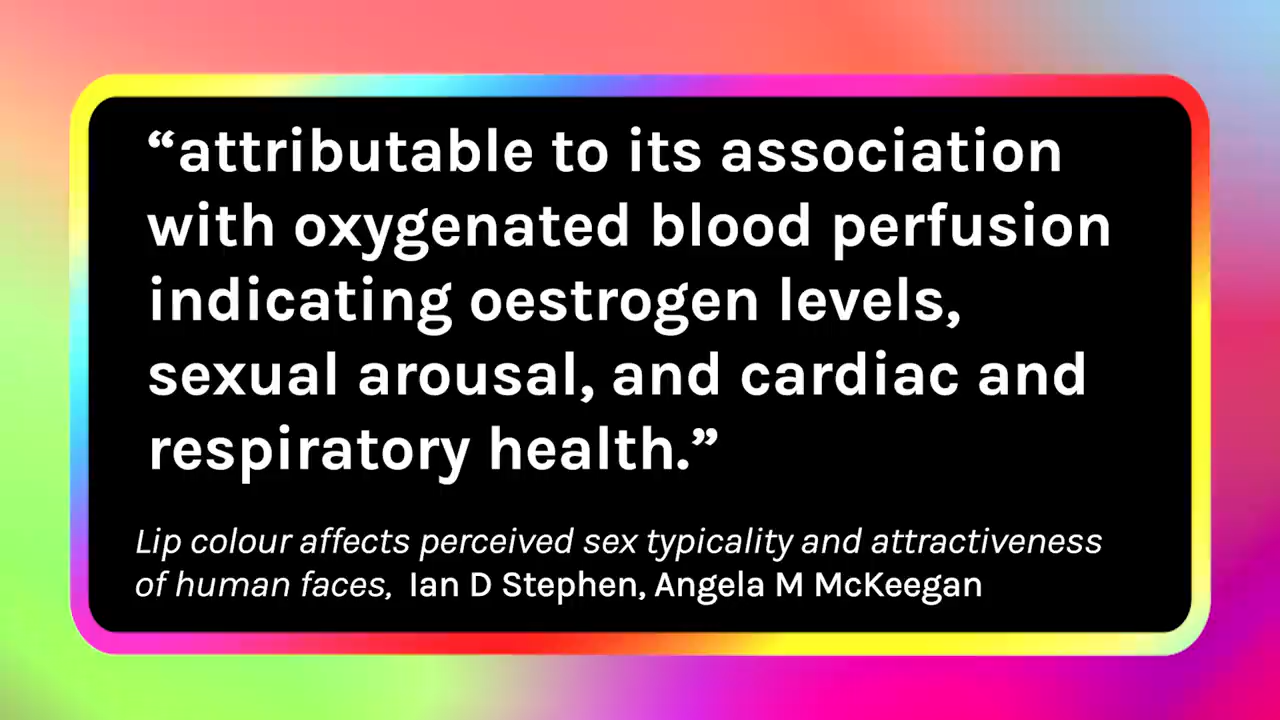 “attributable to its association
with oxygenated blood perfusion
indicating oestrogen levels,
sexual arousal, and cardiac and
respiratory health.”
Lip colour affects perceived sex typicality and attractiveness
of human faces, Ian D Stephen, Angela M McKeegan